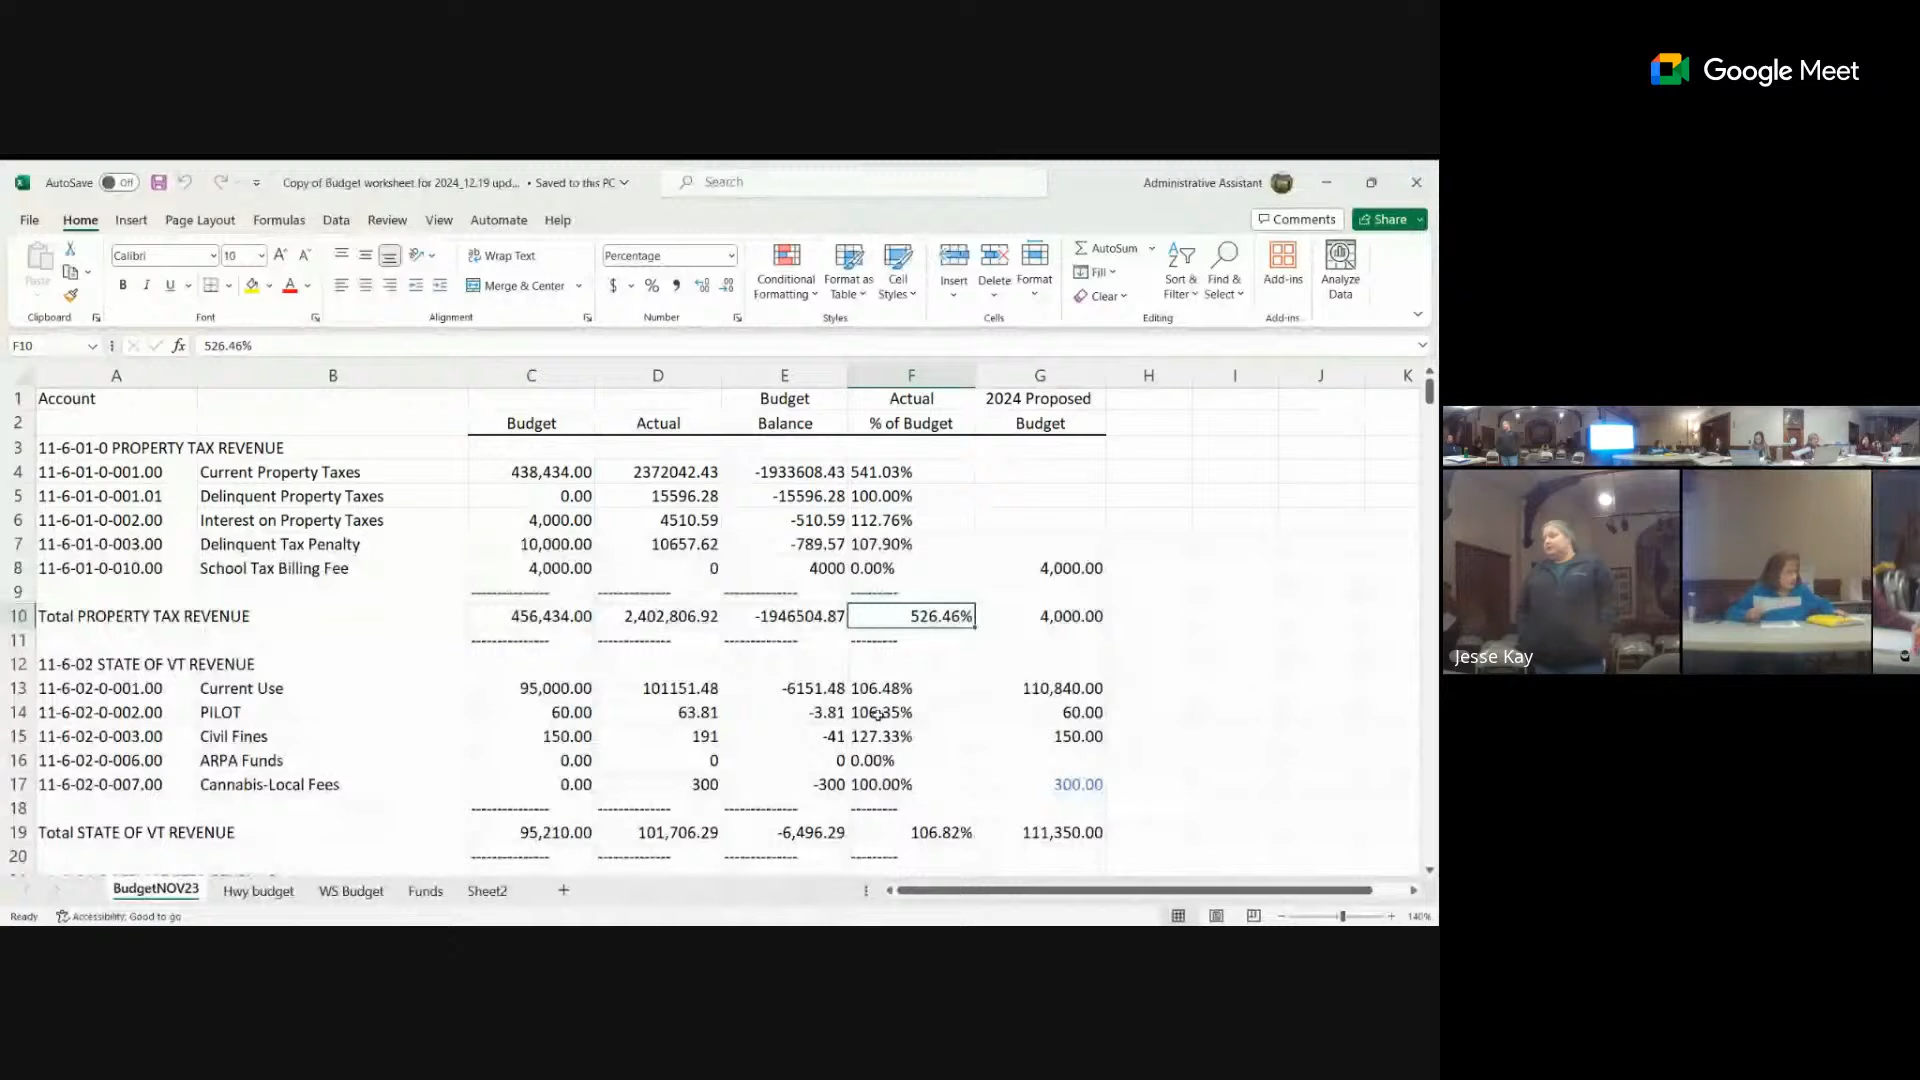 Google Meet
AutoSave Off Copy of Budget worksheet for 2024_12.19 upd... • Saved to this PC Search Administrative Assistant
File Home Insert Page Layout Formulas Data Review View Automate Help Comments Share
Paste Calibri 10 Wrap Text Merge & Center Percentage Conditional Formatting Format as Table Cell Styles Insert Delete Format AutoSum Fill Clear Sort & Filter Find & Select Add-ins Analyze Data
Clipboard Font Alignment Number Styles Cells Editing Add-ins
F10 fx 526.46%
A B C D E F G H I J K
1 Account Budget Actual 2024 Proposed
2 Budget Actual Balance % of Budget Budget
3 11-6-01-0 PROPERTY TAX REVENUE
4 11-6-01-0-001.00 Current Property Taxes 438,434.00 2372042.43 -1933608.43 541.03%
5 11-6-01-0-001.01 Delinquent Property Taxes 0.00 15596.28 -15596.28 100.00%
6 11-6-01-0-002.00 Interest on Property Taxes 4,000.00 4510.59 -510.59 112.76%
7 11-6-01-0-003.00 Delinquent Tax Penalty 10,000.00 10657.62 -789.57 107.90%
8 11-6-01-0-010.00 School Tax Billing Fee 4,000.00 0 4000 0.00% 4,000.00
9 --------------- -------------- -------------- ---------
10 Total PROPERTY TAX REVENUE 456,434.00 2,402,806.92 -1946504.87 526.46% 4,000.00
11 --------------- -------------- -------------- ---------
12 11-6-02 STATE OF VT REVENUE
13 11-6-02-0-001.00 Current Use 95,000.00 101151.48 -6151.48 106.48% 110,840.00
14 11-6-02-0-002.00 PILOT 60.00 63.81 -3.81 106.35% 60.00
15 11-6-02-0-003.00 Civil Fines 150.00 191 -41 127.33% 150.00
16 11-6-02-0-006.00 ARPA Funds 0.00 0 0 0.00%
17 11-6-02-0-007.00 Cannabis-Local Fees 0.00 300 -300 100.00% 300.00
18 --------------- -------------- -------------- ---------
19 Total STATE OF VT REVENUE 95,210.00 101,706.29 -6,496.29 106.82% 111,350.00
20 --------------- -------------- -------------- ---------
BudgetNOV23 Hwy budget WS Budget Funds Sheet2
Ready Accessibility: Good to go 140%
Jesse Kay